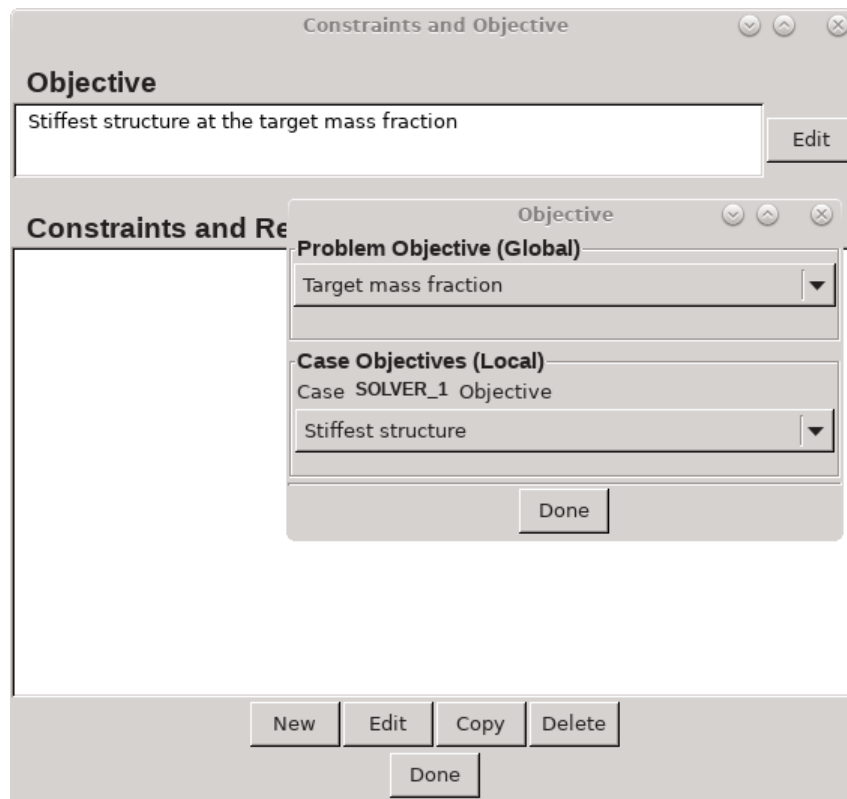 Constraints and Objective
Objective
Stiffest structure at the target mass fraction
Edit
Constraints and Re
Objective
Problem Objective (Global)
Target mass fraction
Case Objectives (Local)
Case SOLVER_1 Objective
Stiffest structure
Done
New Edit Copy Delete
Done